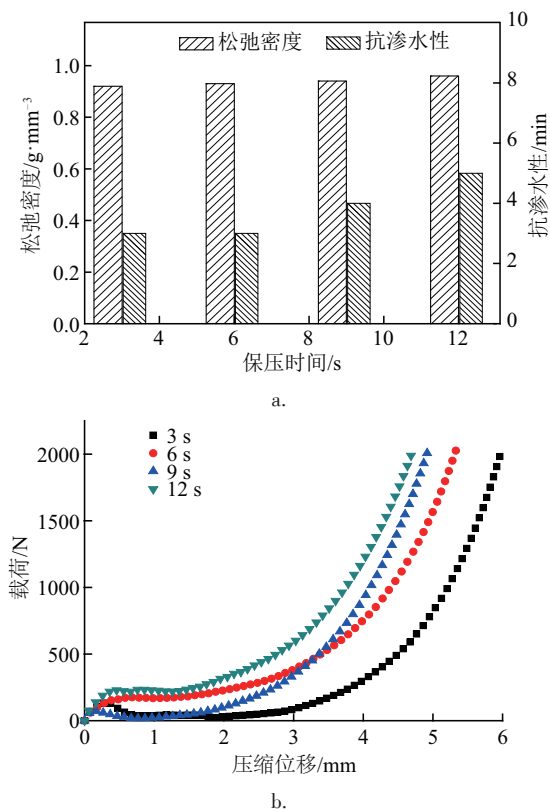 松弛密度 抗渗水性
松弛密度/g·mm⁻³
1.0
0.8
0.6
0.4
0.2
0.0
抗渗水性/min
10
8
6
4
2
0
2 4 6 8 10 12
保压时间/s
a.
3 s
6 s
9 s
12 s
载荷/N
2000
1500
1000
500
0
0 1 2 3 4 5 6
压缩位移/mm
b.